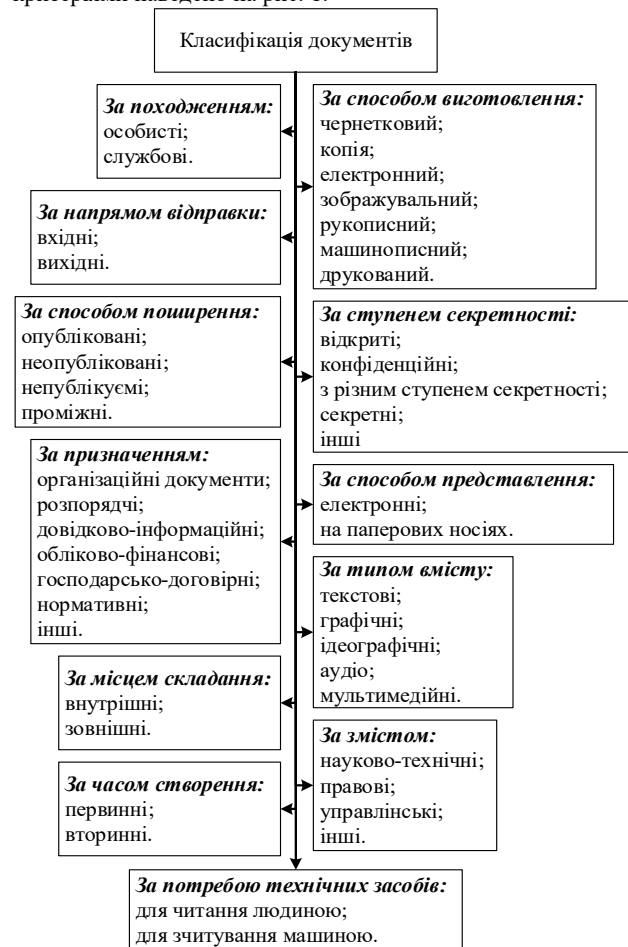 Класифікація документів
За походженням:
особисті;
службові.
За способом виготовлення:
чернетковий;
копія;
електронний;
зображувальний;
рукописний;
машинописний;
друкований.
За напрямом відправки:
вхідні;
вихідні.
За способом поширення:
опубліковані;
неопубліковані;
непублікуємі;
проміжні.
За ступенем секретності:
відкриті;
конфіденційні;
з різним ступенем секретності;
секретні;
інші
За призначенням:
організаційні документи;
розпорядчі;
довідково-інформаційні;
обліково-фінансові;
господарсько-договірні;
нормативні;
інші.
За способом представлення:
електронні;
на паперових носіях.
За типом вмісту:
текстові;
графічні;
ідеографічні;
аудіо;
мультимедійні.
За місцем складання:
внутрішні;
зовнішні.
За змістом:
науково-технічні;
правові;
управлінські;
інші.
За часом створення:
первинні;
вторинні.
За потребою технічних засобів:
для читання людиною;
для зчитування машиною.